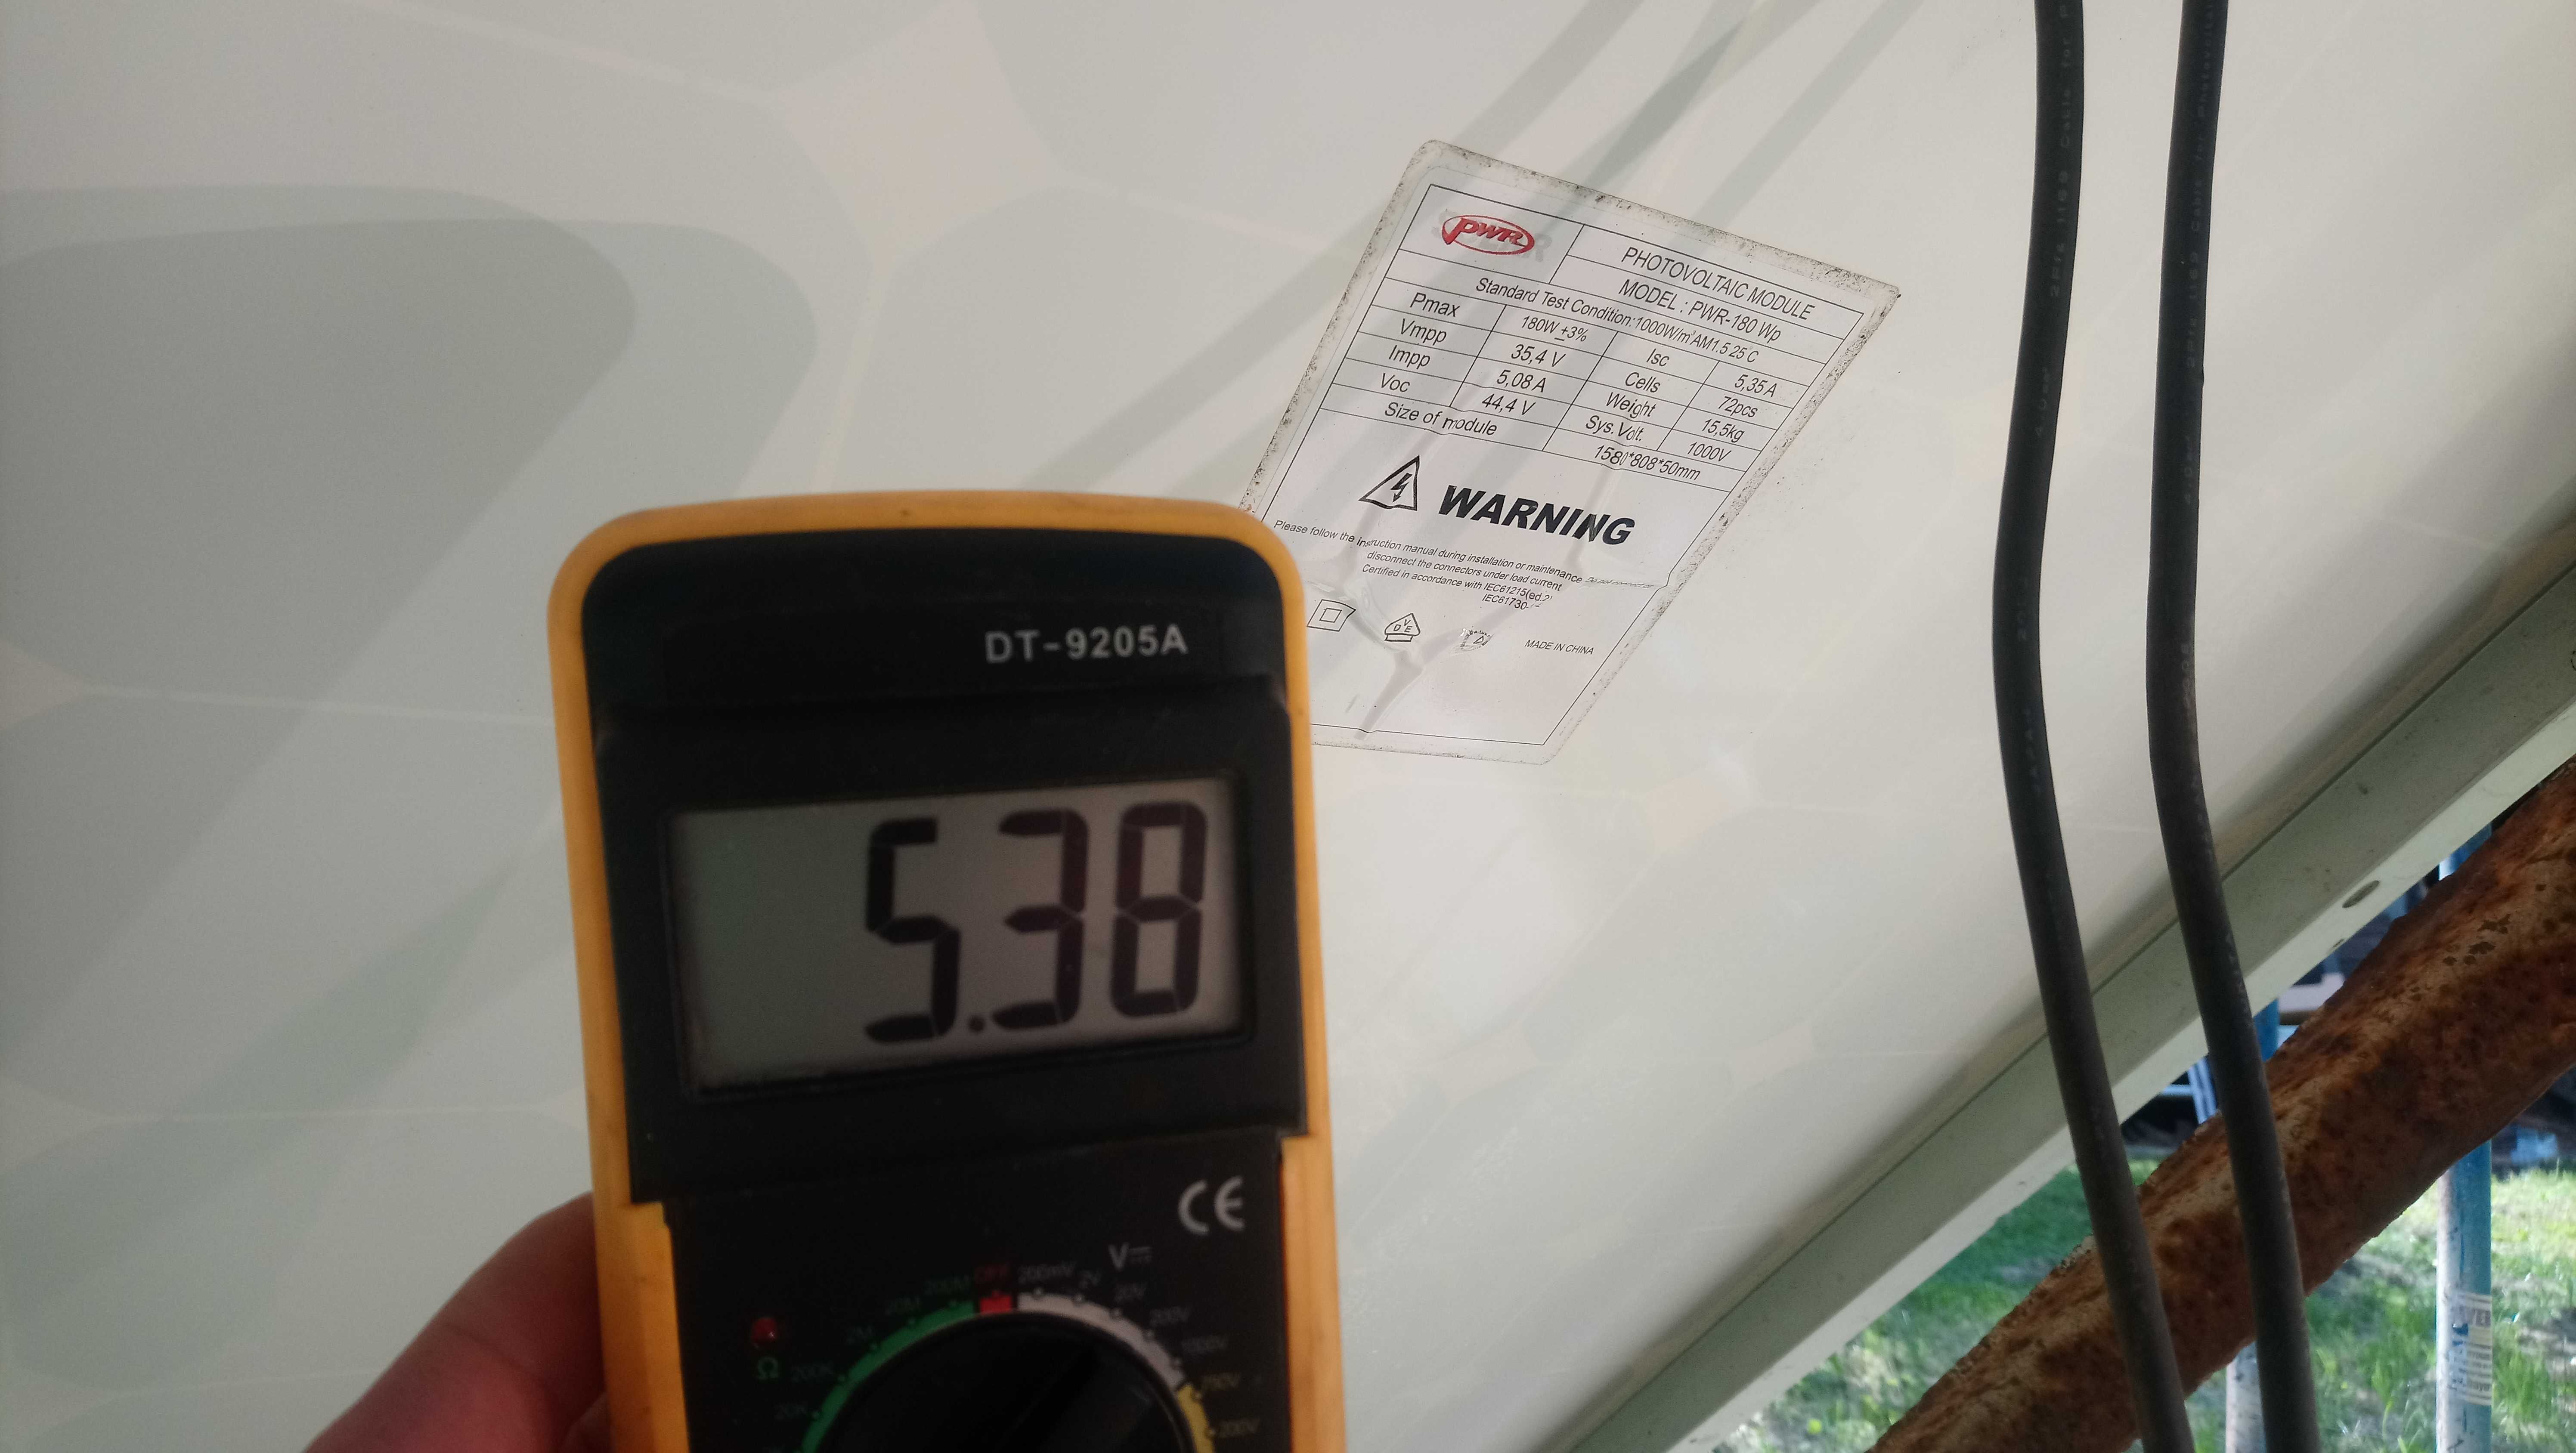 PWR
PHOTOVOLTAIC MODULE
MODEL : PWR-180 Wp
Standard Test Condition:1000W/m² AM1.5 25 C
Pmax 180W ±3% Isc 5,35 A
Vmpp 35,4 V Cells 72pcs
Impp 5,08 A Weight 15,5kg
Voc 44,4 V Sys.Volt. 1000V
Size of module 1580*808*50mm
WARNING
Please follow the instruction manual during installation or maintenance
disconnect the connectors under load current
Certified in accordance with IEC61215(ed.2)
IEC61730-
DVE
MADE IN CHINA
DT-9205A
5.38
CE
V
OFF 200mV 2V 20V 200V 1000V
200M 20M 2M 200K 20K
Ω
750V
200V